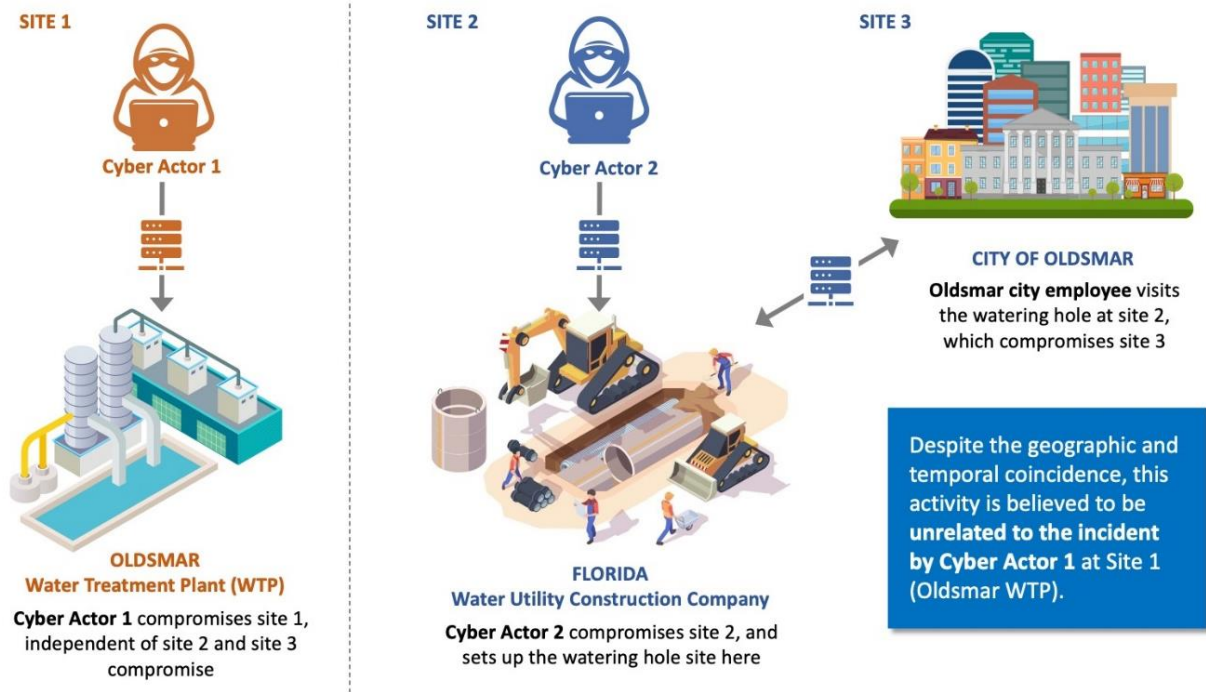 SITE 1
Cyber Actor 1
OLDSMAR
Water Treatment Plant (WTP)
Cyber Actor 1 compromises site 1,
independent of site 2 and site 3
compromise
SITE 2
Cyber Actor 2
FLORIDA
Water Utility Construction Company
Cyber Actor 2 compromises site 2, and
sets up the watering hole site here
SITE 3
CITY OF OLDSMAR
Oldsmar city employee visits
the watering hole at site 2,
which compromises site 3
Despite the geographic and
temporal coincidence, this
activity is believed to be
unrelated to the incident
by Cyber Actor 1 at Site 1
(Oldsmar WTP).